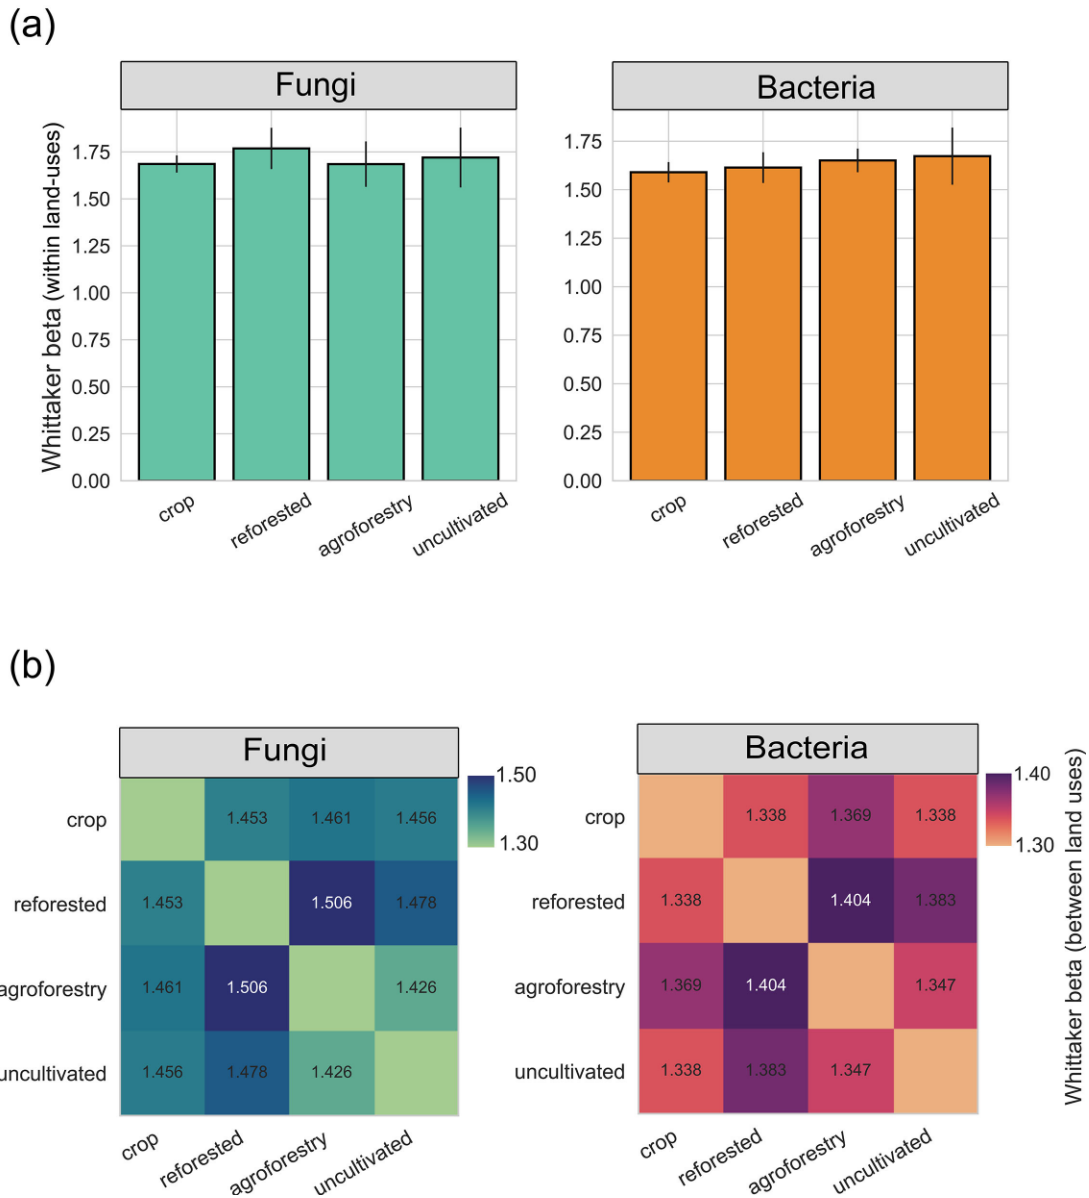 (a)
Fungi
Bacteria
Whittaker beta (within land-uses)
1.75
1.50
1.25
1.00
0.75
0.50
0.25
0.00
crop
reforested
agroforestry
uncultivated
1.75
1.50
1.25
1.00
0.75
0.50
0.25
0.00
crop
reforested
agroforestry
uncultivated
(b)
Fungi
crop 1.453 1.461 1.456
reforested 1.453 1.506 1.478
agroforestry 1.461 1.506 1.426
uncultivated 1.456 1.478 1.426
crop
reforested
agroforestry
uncultivated
1.50
1.30
Bacteria
crop 1.338 1.369 1.338
reforested 1.338 1.404 1.383
agroforestry 1.369 1.404 1.347
uncultivated 1.338 1.383 1.347
crop
reforested
agroforestry
uncultivated
1.40
1.30
Whittaker beta (between land uses)